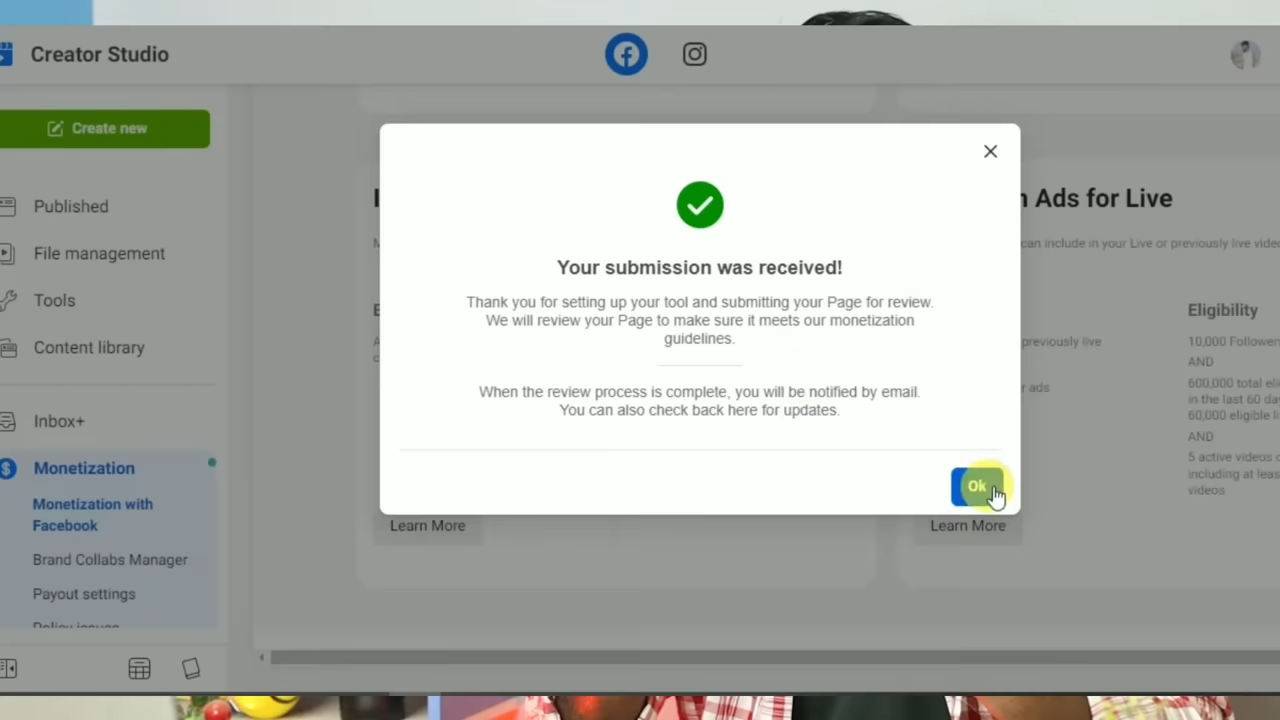 Creator Studio
Create new
Published
File management
Tools
Content library
Inbox+
Monetization
Monetization with
Facebook
Brand Collabs Manager
Payout settings
Policy issues
Your submission was received!
Thank you for setting up your tool and submitting your Page for review.
We will review your Page to make sure it meets our monetization
guidelines.
When the review process is complete, you will be notified by email.
You can also check back here for updates.
Ok
Learn More
Ads for Live
can include in your Live or previously live
previously live
ads
Eligibility
10,000
AND
600,000 total
in the last 60
60,000 eligible
AND
5 active videos
including at
videos
Learn More